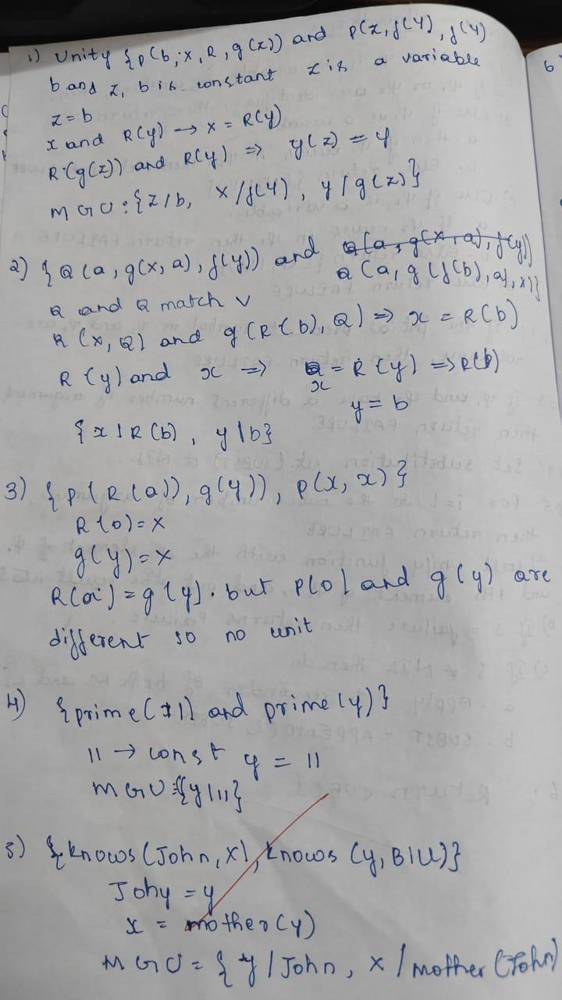 1) Unity {p(b, x, R, g(z)) and p(z, f(y), f(y)
b and z, b is constant z is a variable
z = b
x and R(y) → x = R(y)
R(g(z)) and R(y) ⇒ y(z) = y
MGU : {z/b, x/f(y), y/g(z)}
2) {Q(a, g(x, a), f(y)) and Q(a, g(x, a), f(y))
Q(a, g(f(b), a), x)}
Q and Q match ✓
R(x, Q) and g(R(b), Q) ⇒ x = R(b)
R(y) and x ⇒ x = R(y) ⇒ R(b)
y = b
{x | R(b), y | b}
3) {p(R(a)), g(y)), p(x, x)}
R(o) = x
g(y) = x
R(a) = g(y). but P(o) and g(y) are
different so no unit
4) {prime(11) and prime(y)}
11 → const y = 11
MGU : {y/11}
5) {knows(John, x), knows(y, Bill)}
Johy = y
x = mother(y)
MGU = {y/John, x/mother(John)
6